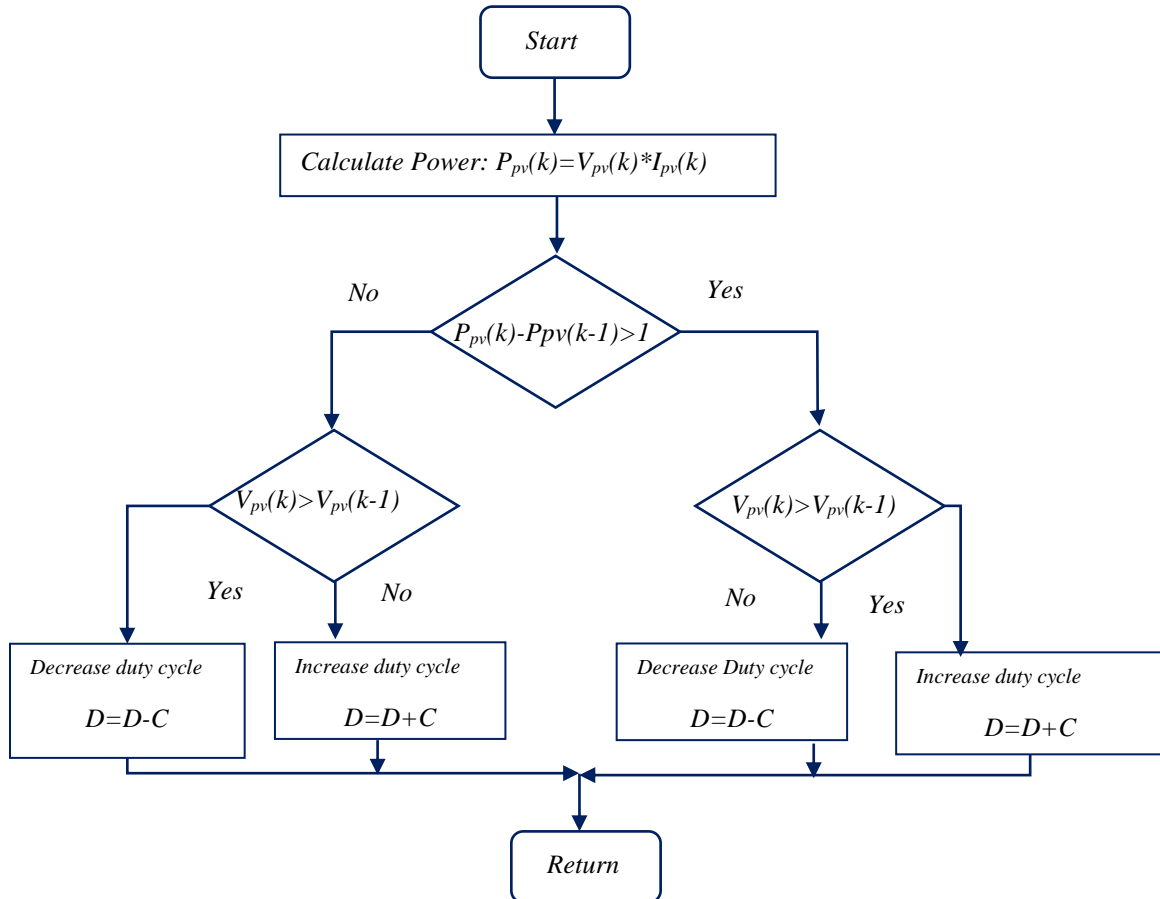 Start
Calculate Power: Ppv(k)=Vpv(k)*Ipv(k)
No
Yes
Ppv(k)-Ppv(k-1)>1
Vpv(k)>Vpv(k-1)
Vpv(k)>Vpv(k-1)
Yes
No
No
Yes
Decrease duty cycle
D=D-C
Increase duty cycle
D=D+C
Decrease Duty cycle
D=D-C
Increase duty cycle
D=D+C
Return